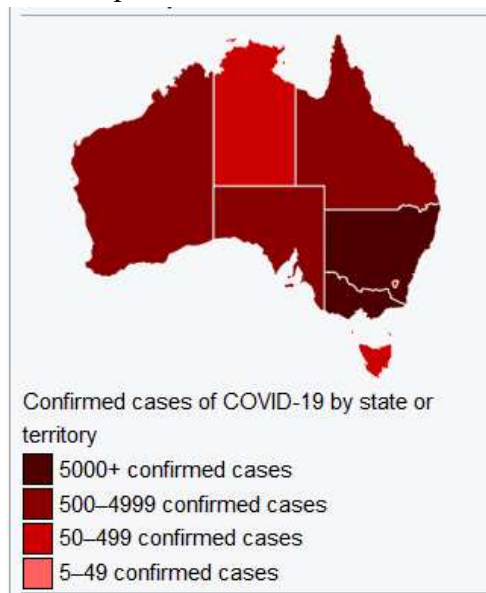 Confirmed cases of COVID-19 by state or
territory
5000+ confirmed cases
500–4999 confirmed cases
50–499 confirmed cases
5–49 confirmed cases